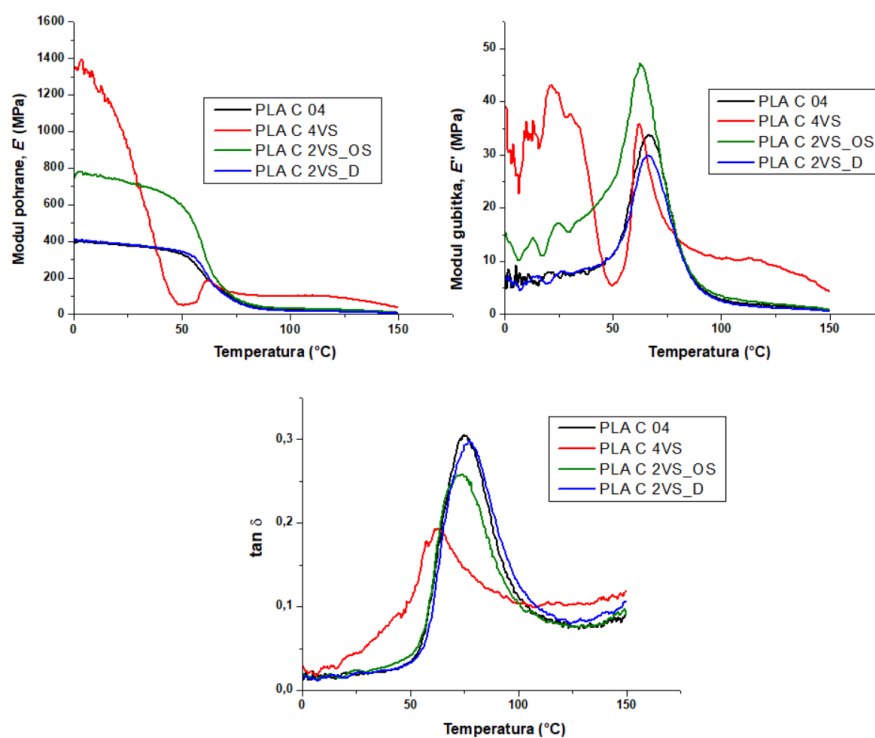 Modul pohrane, E' (MPa)
1600
1400
1200
1000
800
600
400
200
0
0
50
100
150
Temperatura (°C)
PLA C 04
PLA C 4VS
PLA C 2VS_OS
PLA C 2VS_D
Modul gubitka, E" (MPa)
50
40
30
20
10
0
0
50
100
150
Temperatura (°C)
PLA C 04
PLA C 4VS
PLA C 2VS_OS
PLA C 2VS_D
tan δ
0,3
0,2
0,1
0,0
0
50
100
150
Temperatura (°C)
PLA C 04
PLA C 4VS
PLA C 2VS_OS
PLA C 2VS_D